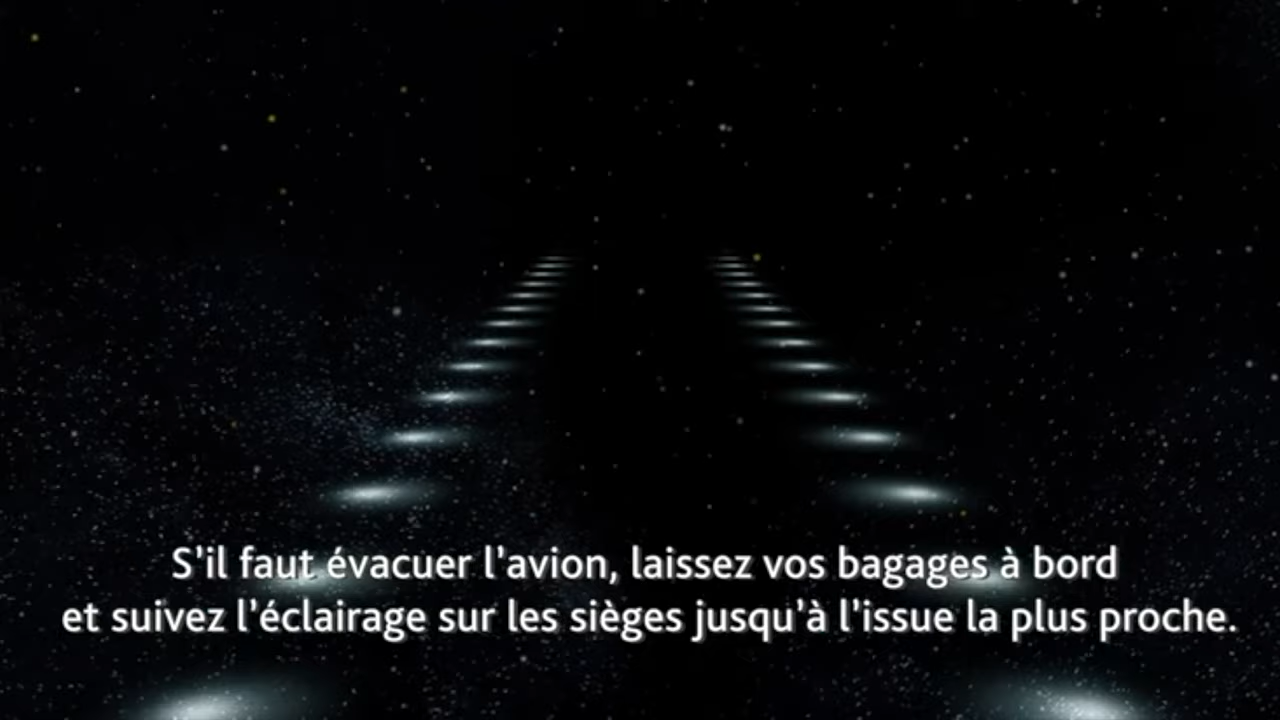 S'il faut évacuer l'avion, laissez vos bagages à bord
et suivez l'éclairage sur les sièges jusqu'à l'issue la plus proche.